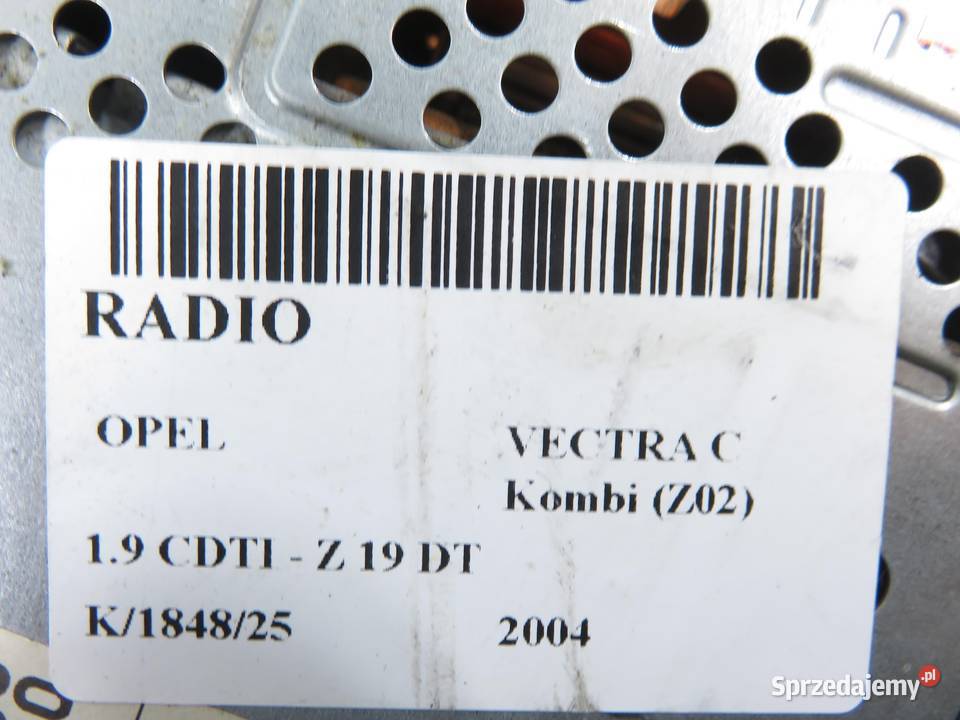 RADIO
OPEL VECTRA C
Kombi (Z02)
1.9 CDTI - Z 19 DT
K/1848/25 2004
Sprzedajemy.pl